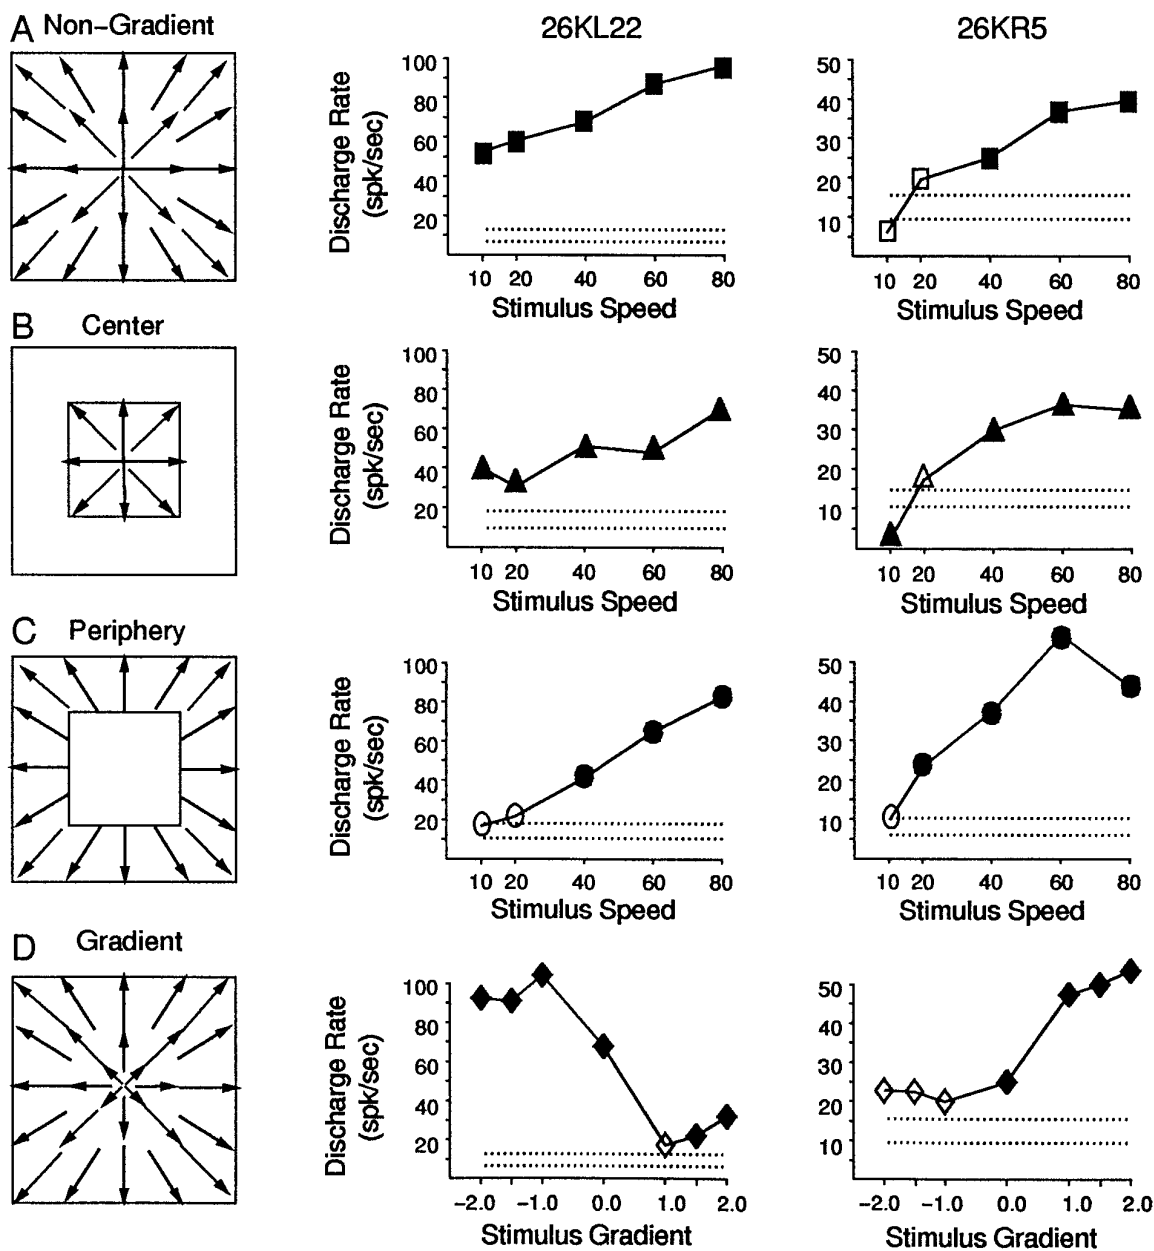 A Non-Gradient 26KL22 26KR5
Discharge Rate
(spk/sec)
100
80
60
40
20
10 20 40 60 80
Stimulus Speed
50
40
30
20
10
10 20 40 60 80
Stimulus Speed
B Center
Discharge Rate
(spk/sec)
100
80
60
40
20
10 20 40 60 80
Stimulus Speed
50
40
30
20
10
10 20 40 60 80
Stimulus Speed
C Periphery
Discharge Rate
(spk/sec)
100
80
60
40
20
10 20 40 60 80
Stimulus Speed
50
40
30
20
10
10 20 40 60 80
Stimulus Speed
D Gradient
Discharge Rate
(spk/sec)
100
80
60
40
20
-2.0 -1.0 0.0 1.0 2.0
Stimulus Gradient
50
40
30
20
10
-2.0 -1.0 0.0 1.0 2.0
Stimulus Gradient